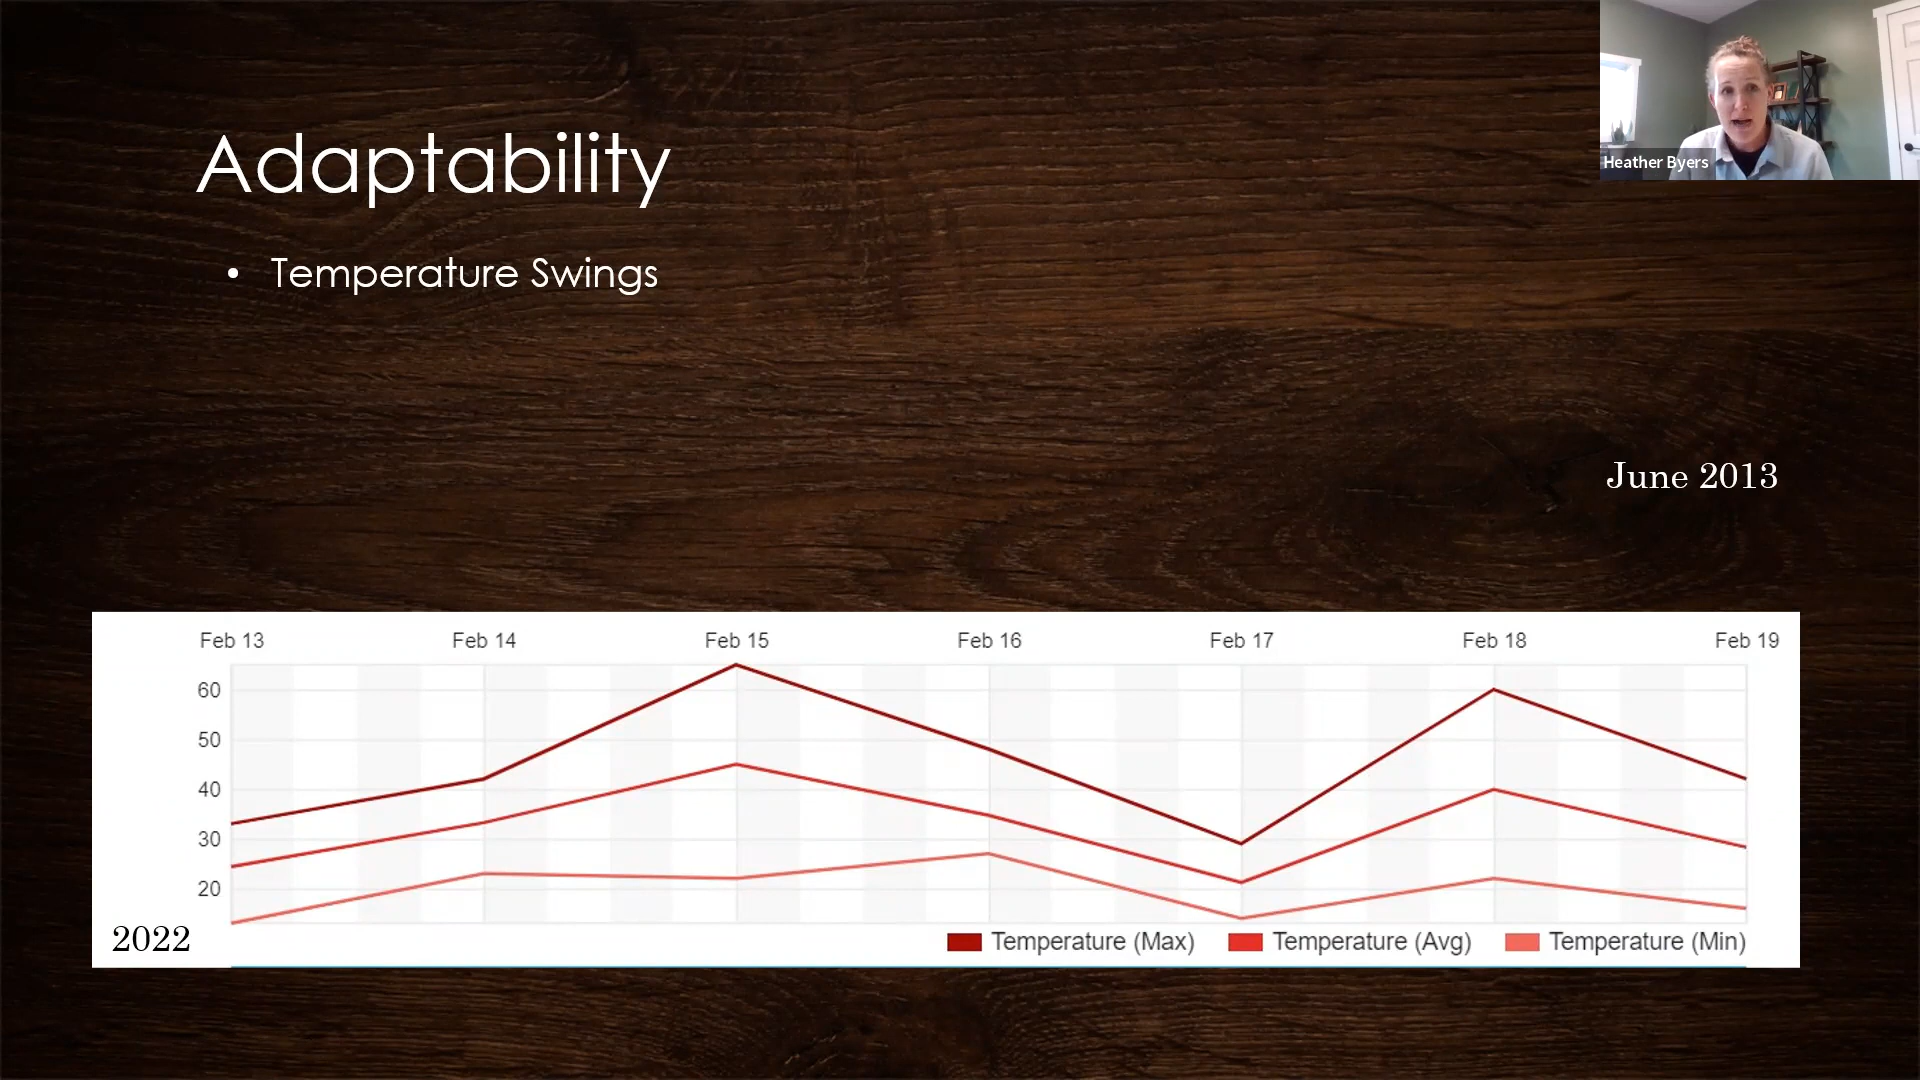 Heather Byers
Adaptability
• Temperature Swings
June 2013
Feb 13 Feb 14 Feb 15 Feb 16 Feb 17 Feb 18 Feb 19
60
50
40
30
20
2022
Temperature (Max) Temperature (Avg) Temperature (Min)